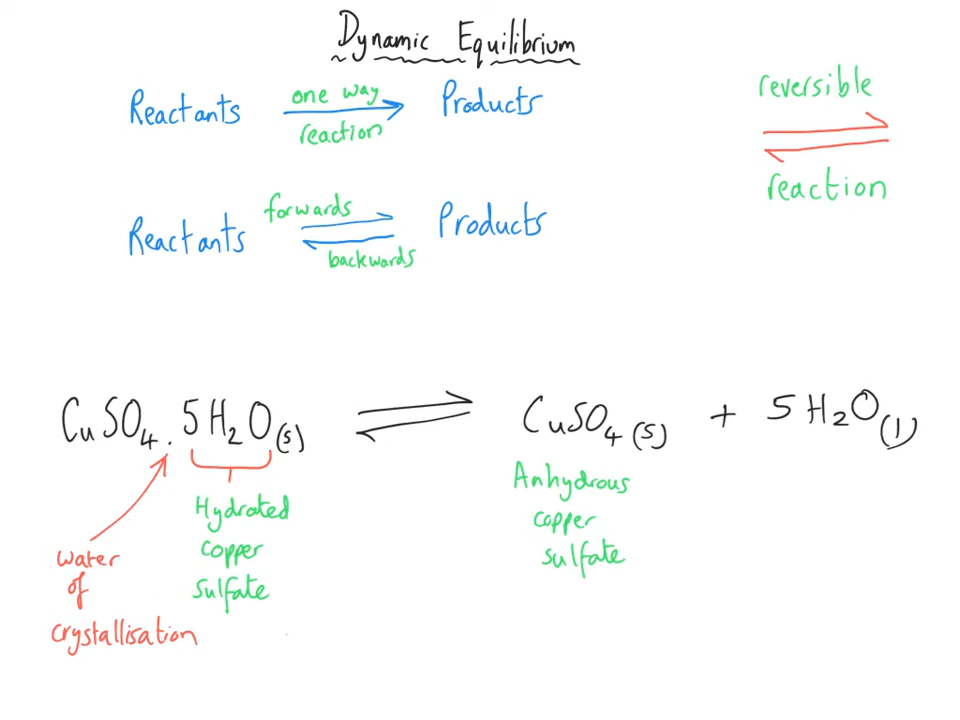 Dynamic Equilibrium
Reactants one way reaction Products
reversible reaction
Reactants forwards backwards Products
CuSO₄.5H₂O(s) ⇌ CuSO₄(s) + 5H₂O(l)
Hydrated
copper
sulfate
Anhydrous
copper
sulfate
water
of
crystallisation